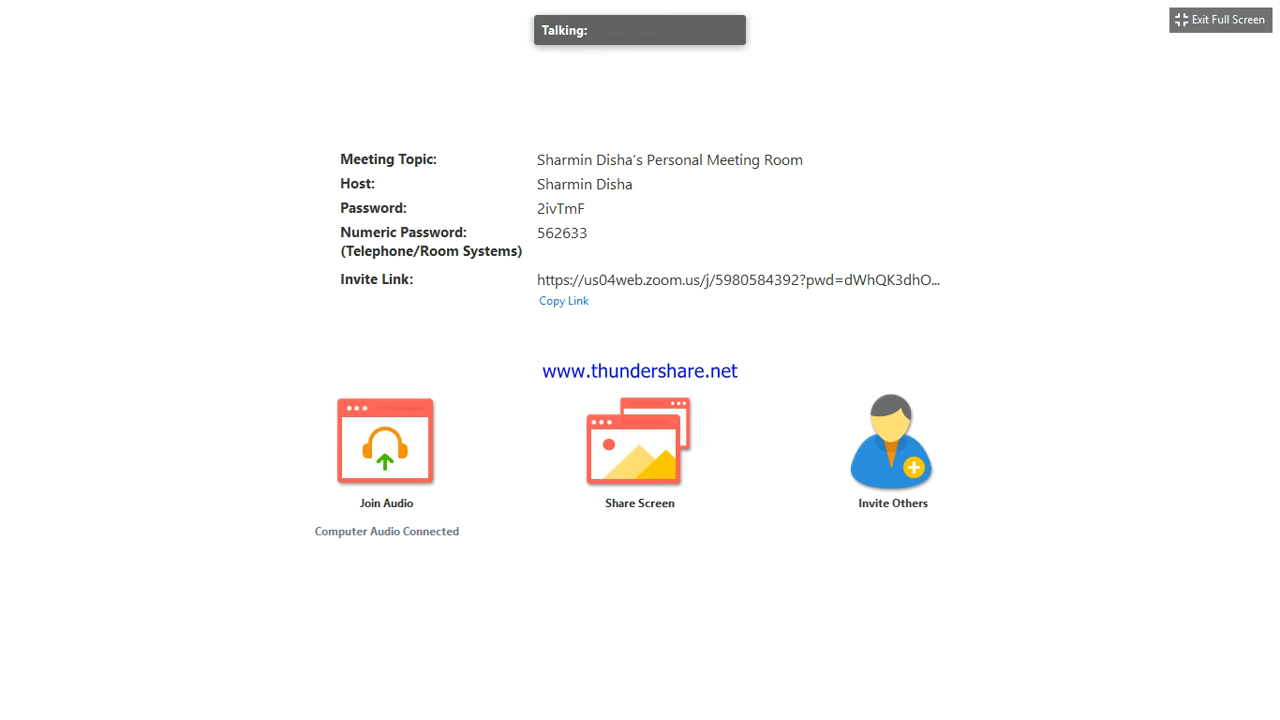 Talking:
Exit Full Screen
Meeting Topic: Sharmin Disha's Personal Meeting Room
Host: Sharmin Disha
Password: 2ivTmF
Numeric Password: 562633
(Telephone/Room Systems)
Invite Link: https://us04web.zoom.us/j/5980584392?pwd=dWhQK3dhO...
Copy Link
www.thundershare.net
Join Audio
Share Screen
Invite Others
Computer Audio Connected